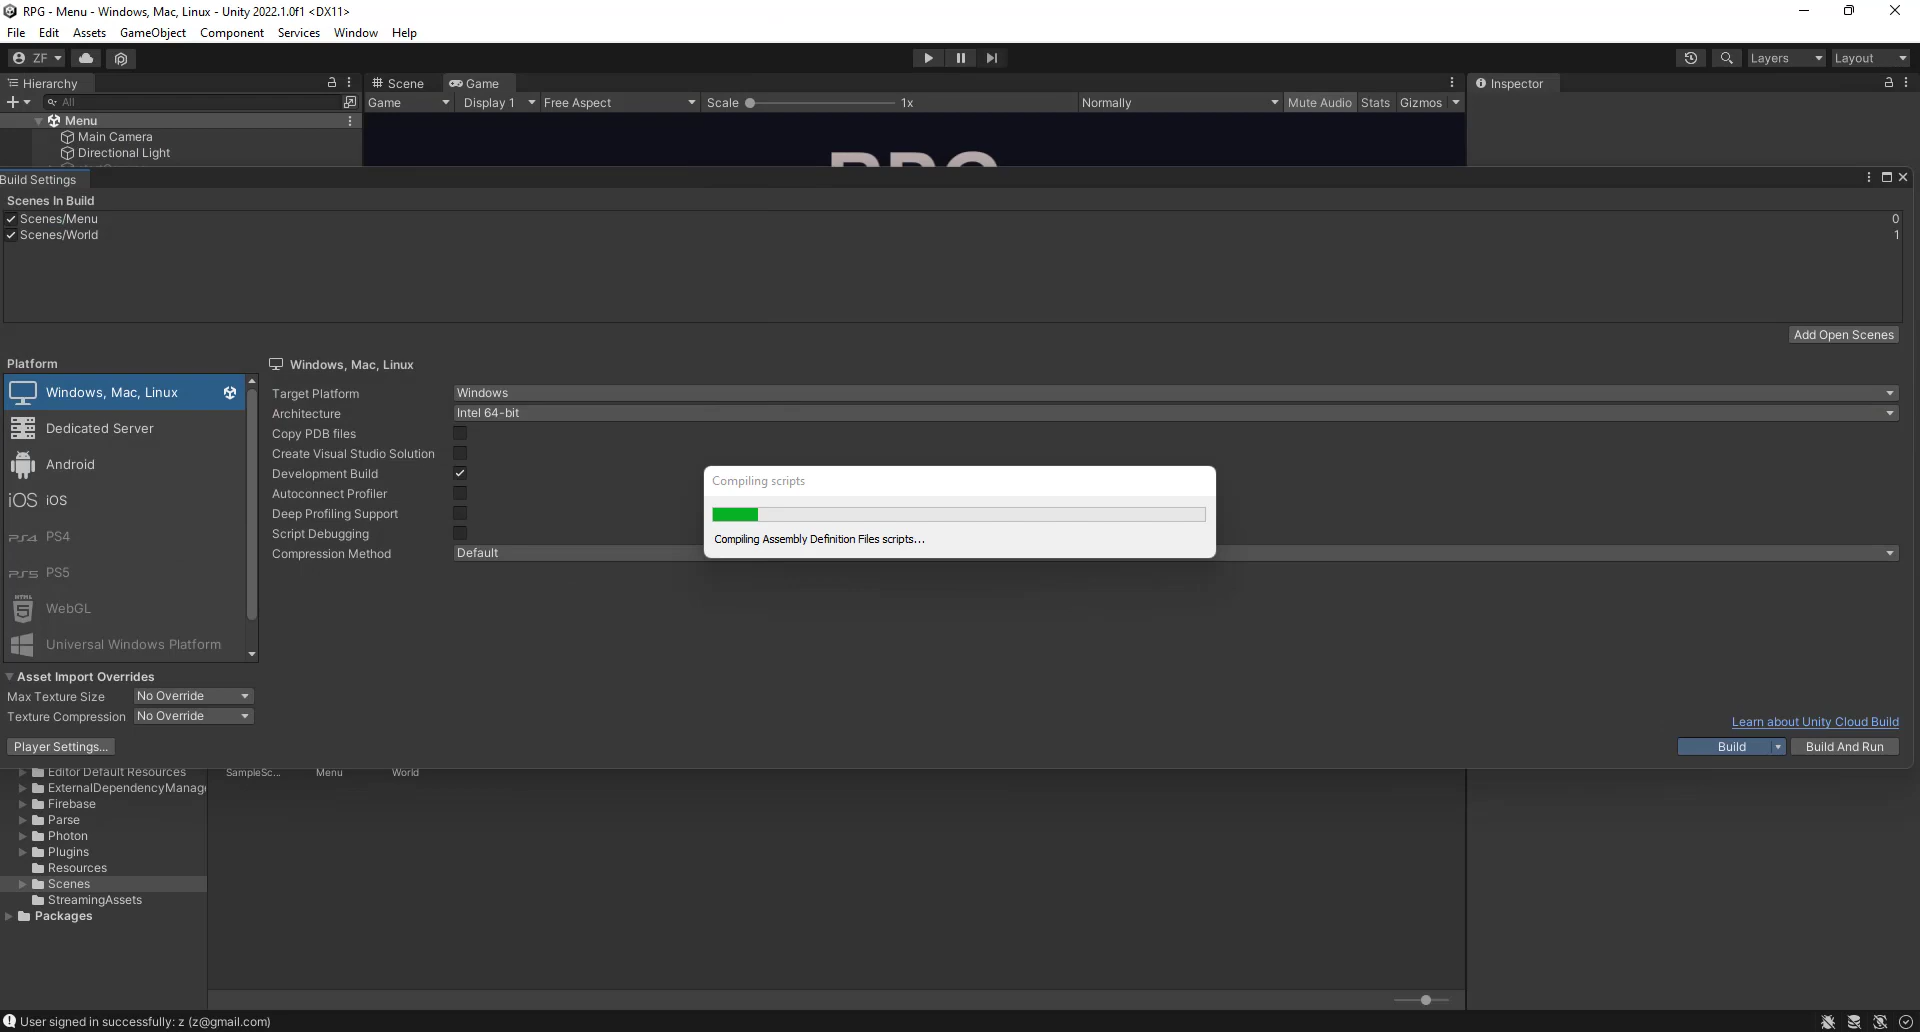 RPG - Menu - Windows, Mac, Linux - Unity 2022.1.0f1 <DX11>
File Edit Assets GameObject Component Services Window Help
ZF Layers Layout
Hierarchy Scene Game Inspector
All Game Display 1 Free Aspect Scale 1x Normally Mute Audio Stats Gizmos
Menu
Main Camera
Directional Light
RPG
Build Settings
Scenes In Build
Scenes/Menu 0
Scenes/World 1
Add Open Scenes
Platform
Windows, Mac, Linux
Dedicated Server
Android
iOS iOS
PS4 PS4
PS5 PS5
HTML 5 WebGL
Universal Windows Platform
Windows, Mac, Linux
Target Platform Windows
Architecture Intel 64-bit
Copy PDB files
Create Visual Studio Solution
Development Build
Autoconnect Profiler
Deep Profiling Support
Script Debugging
Compression Method Default
Compiling scripts
Compiling Assembly Definition Files scripts...
Asset Import Overrides
Max Texture Size No Override
Texture Compression No Override
Learn about Unity Cloud Build
Player Settings... Build Build And Run
Editor Default Resources SampleSc... Menu World
ExternalDependencyManag
Firebase
Parse
Photon
Plugins
Resources
Scenes
StreamingAssets
Packages
User signed in successfully: z (z@gmail.com)